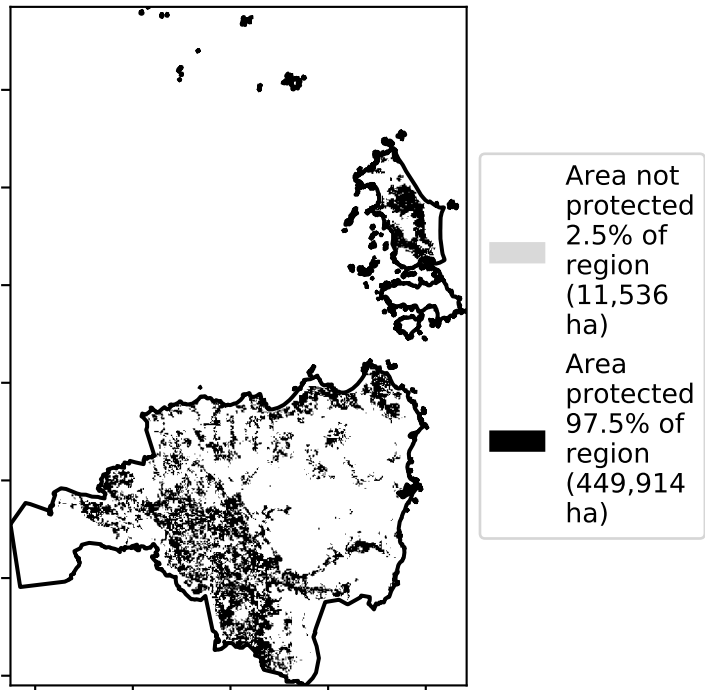 Area not
protected
2.5% of
region
(11,536
ha)
Area
protected
97.5% of
region
(449,914
ha)